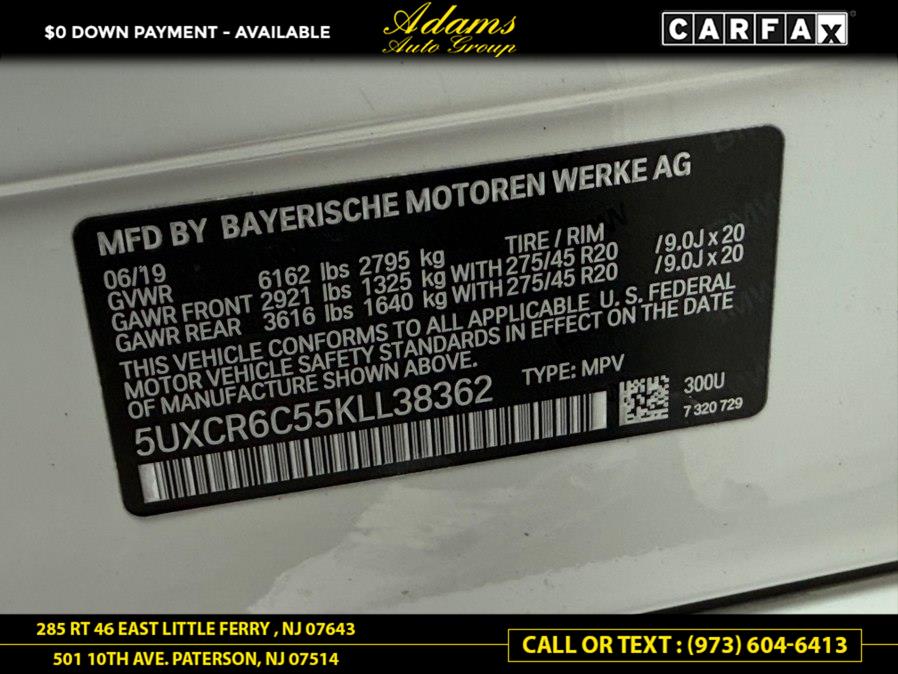 $0 DOWN PAYMENT - AVAILABLE
Adams
Auto Group
CARFAX
MFD BY BAYERISCHE MOTOREN WERKE AG
06/19 TIRE / RIM
GVWR 6162 lbs 2795 kg
GAWR FRONT 2921 lbs 1325 kg WITH 275/45 R20 /9.0J x 20
GAWR REAR 3616 lbs 1640 kg WITH 275/45 R20 /9.0J x 20
THIS VEHICLE CONFORMS TO ALL APPLICABLE U. S. FEDERAL
MOTOR VEHICLE SAFETY STANDARDS IN EFFECT ON THE DATE
OF MANUFACTURE SHOWN ABOVE.
5UXCR6C55KLL38362 TYPE: MPV
300U
7 320 729
285 RT 46 EAST LITTLE FERRY , NJ 07643
501 10TH AVE. PATERSON, NJ 07514
CALL OR TEXT : (973) 604-6413